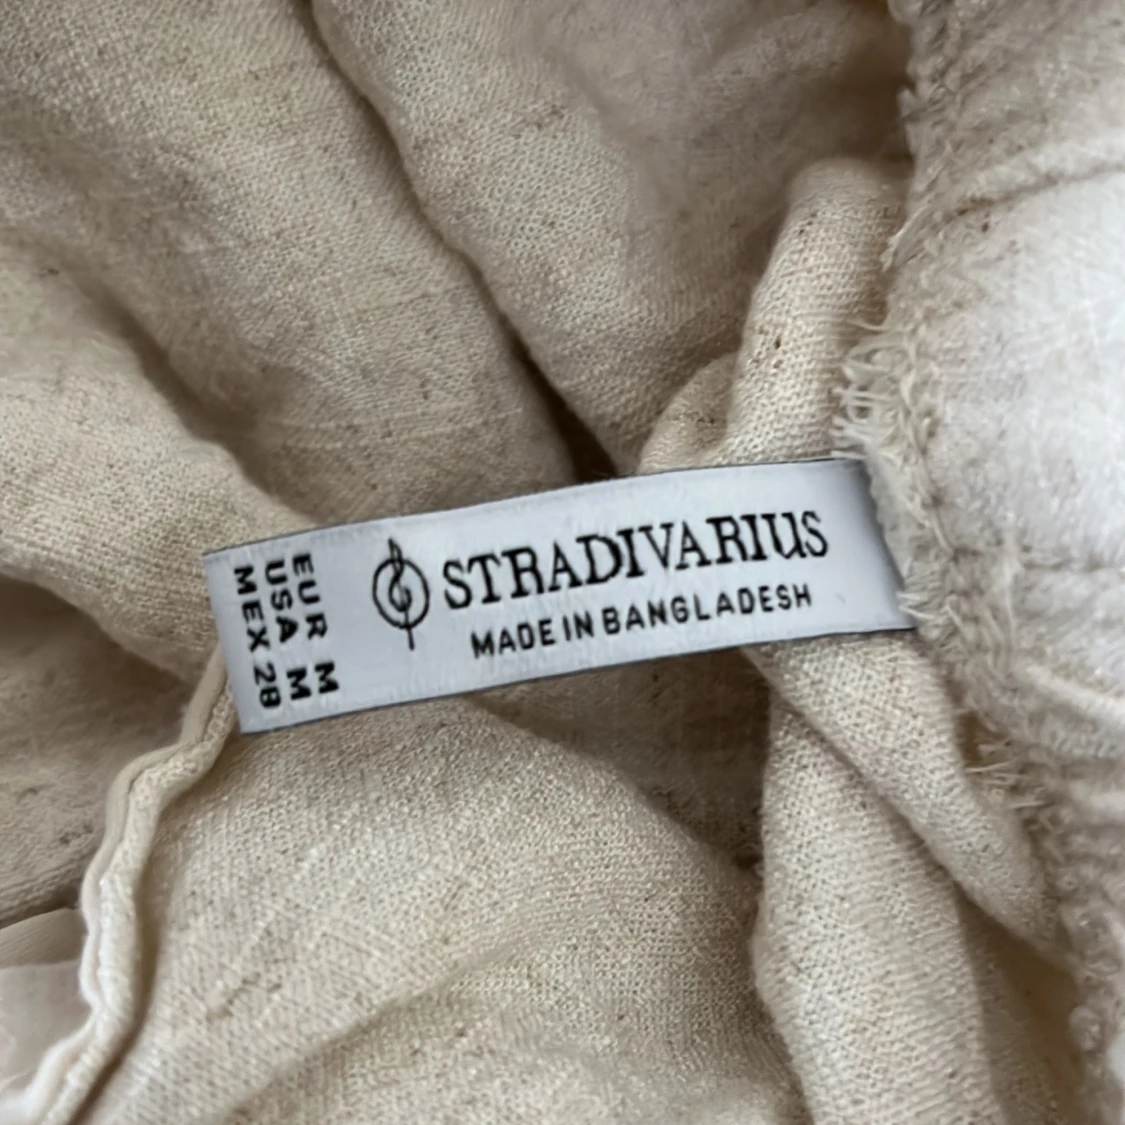 STRADIVARIUS
MADE IN BANGLADESH
EUR M
USA M
MEX 28